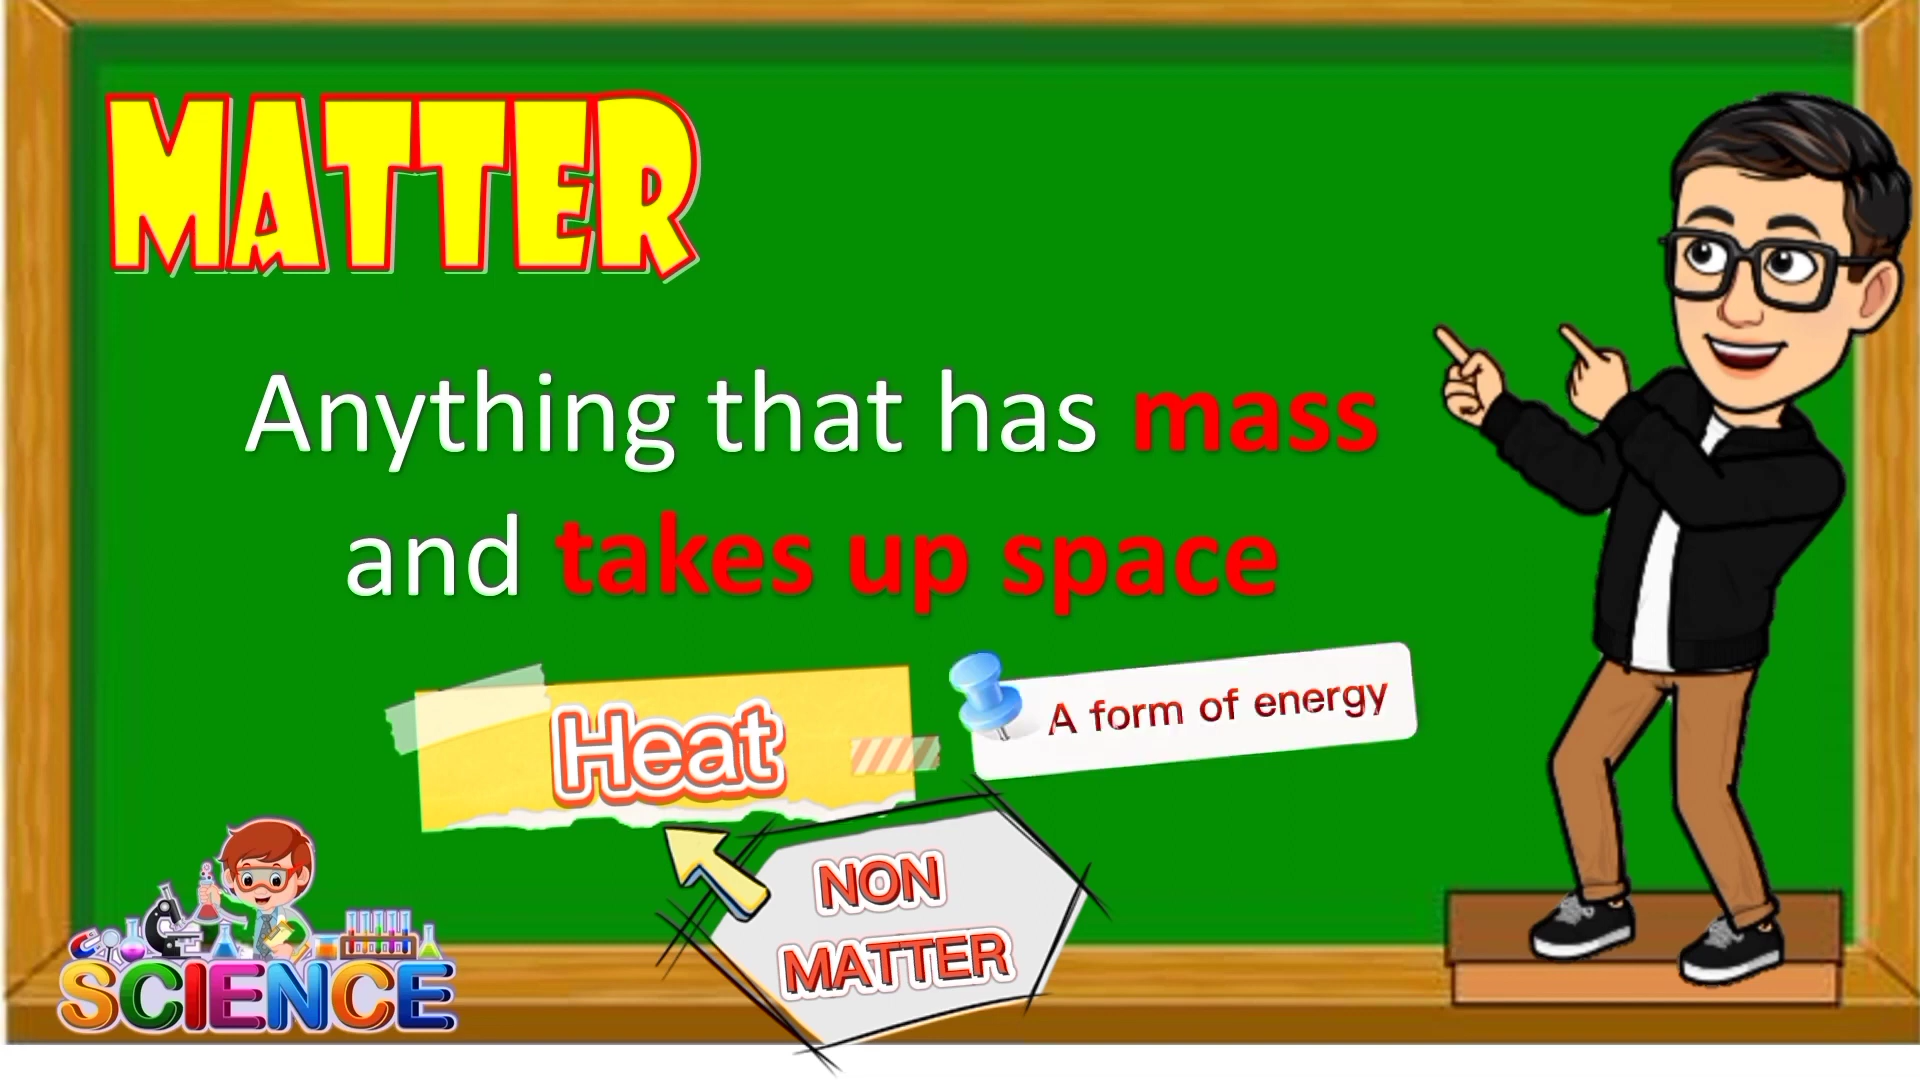 MATTER
Anything that has mass
and takes up space
Heat
A form of energy
NON
MATTER
SCIENCE